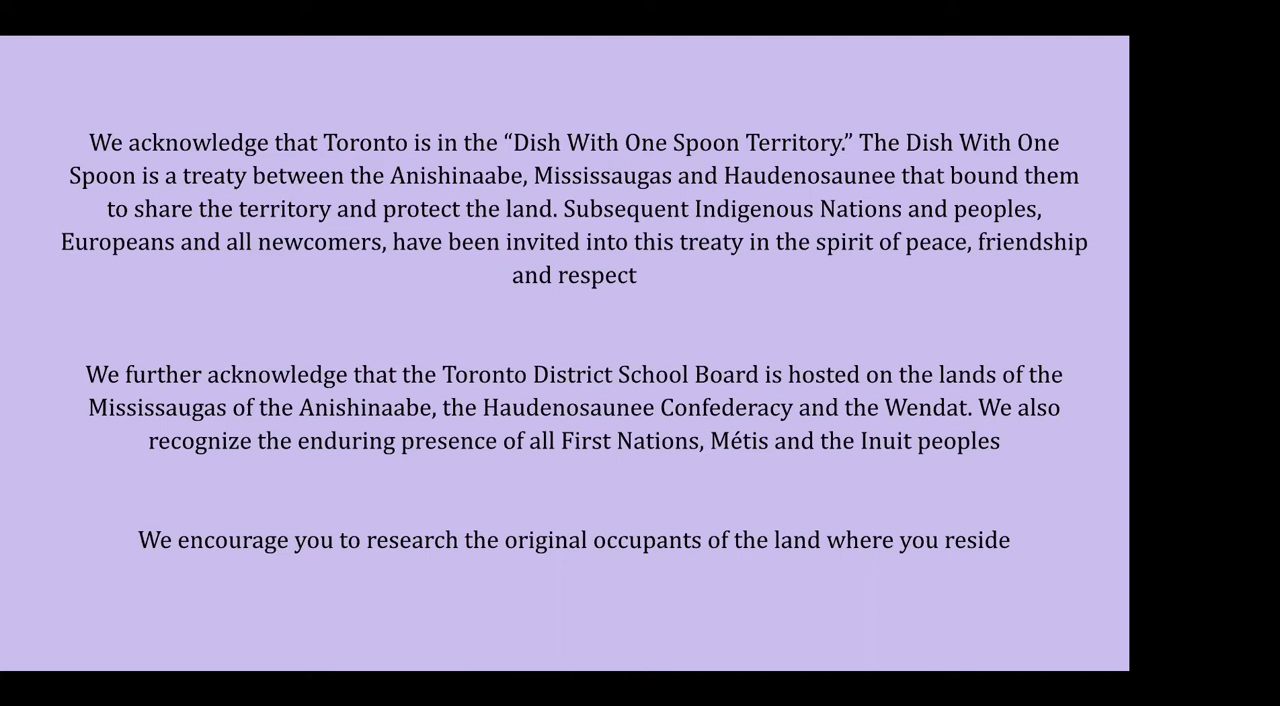 We acknowledge that Toronto is in the “Dish With One Spoon Territory.” The Dish With One
Spoon is a treaty between the Anishinaabe, Mississaugas and Haudenosaunee that bound them
to share the territory and protect the land. Subsequent Indigenous Nations and peoples,
Europeans and all newcomers, have been invited into this treaty in the spirit of peace, friendship
and respect
We further acknowledge that the Toronto District School Board is hosted on the lands of the
Mississaugas of the Anishinaabe, the Haudenosaunee Confederacy and the Wendat. We also
recognize the enduring presence of all First Nations, Métis and the Inuit peoples
We encourage you to research the original occupants of the land where you reside